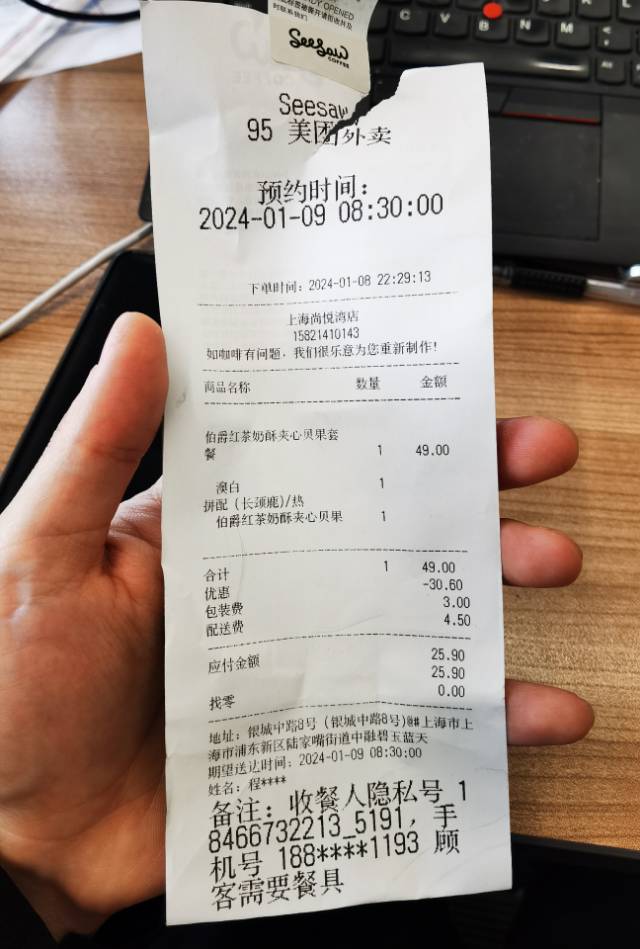 LY OPENED
时联系我们
Seesaw
COFFEE
Seesaw
95 美团外卖
预约时间：
2024-01-09 08:30:00
下单时间：2024-01-08 22:29:13
上海尚悦湾店
15821410143
如咖啡有问题，我们很乐意为您重新制作！
商品名称 数量 金额
伯爵红茶奶酥夹心贝果套
餐 1 49.00
澳白 1
拼配（长颈鹿)/热
伯爵红茶奶酥夹心贝果 1
合计 1 49.00
优惠 -30.60
包装费 3.00
配送费 4.50
应付金额 25.90
25.90
找零 0.00
地址：银城中路8号（银城中路8号)@#上海市上
海市浦东新区陆家嘴街道中融碧玉蓝天
期望送达时间：2024-01-09 08:30:00
姓名：程****
备注：收餐人隐私号 1
8466732213_5191，手
机号 188****1193 顾
客需要餐具
C
V
B
N
M